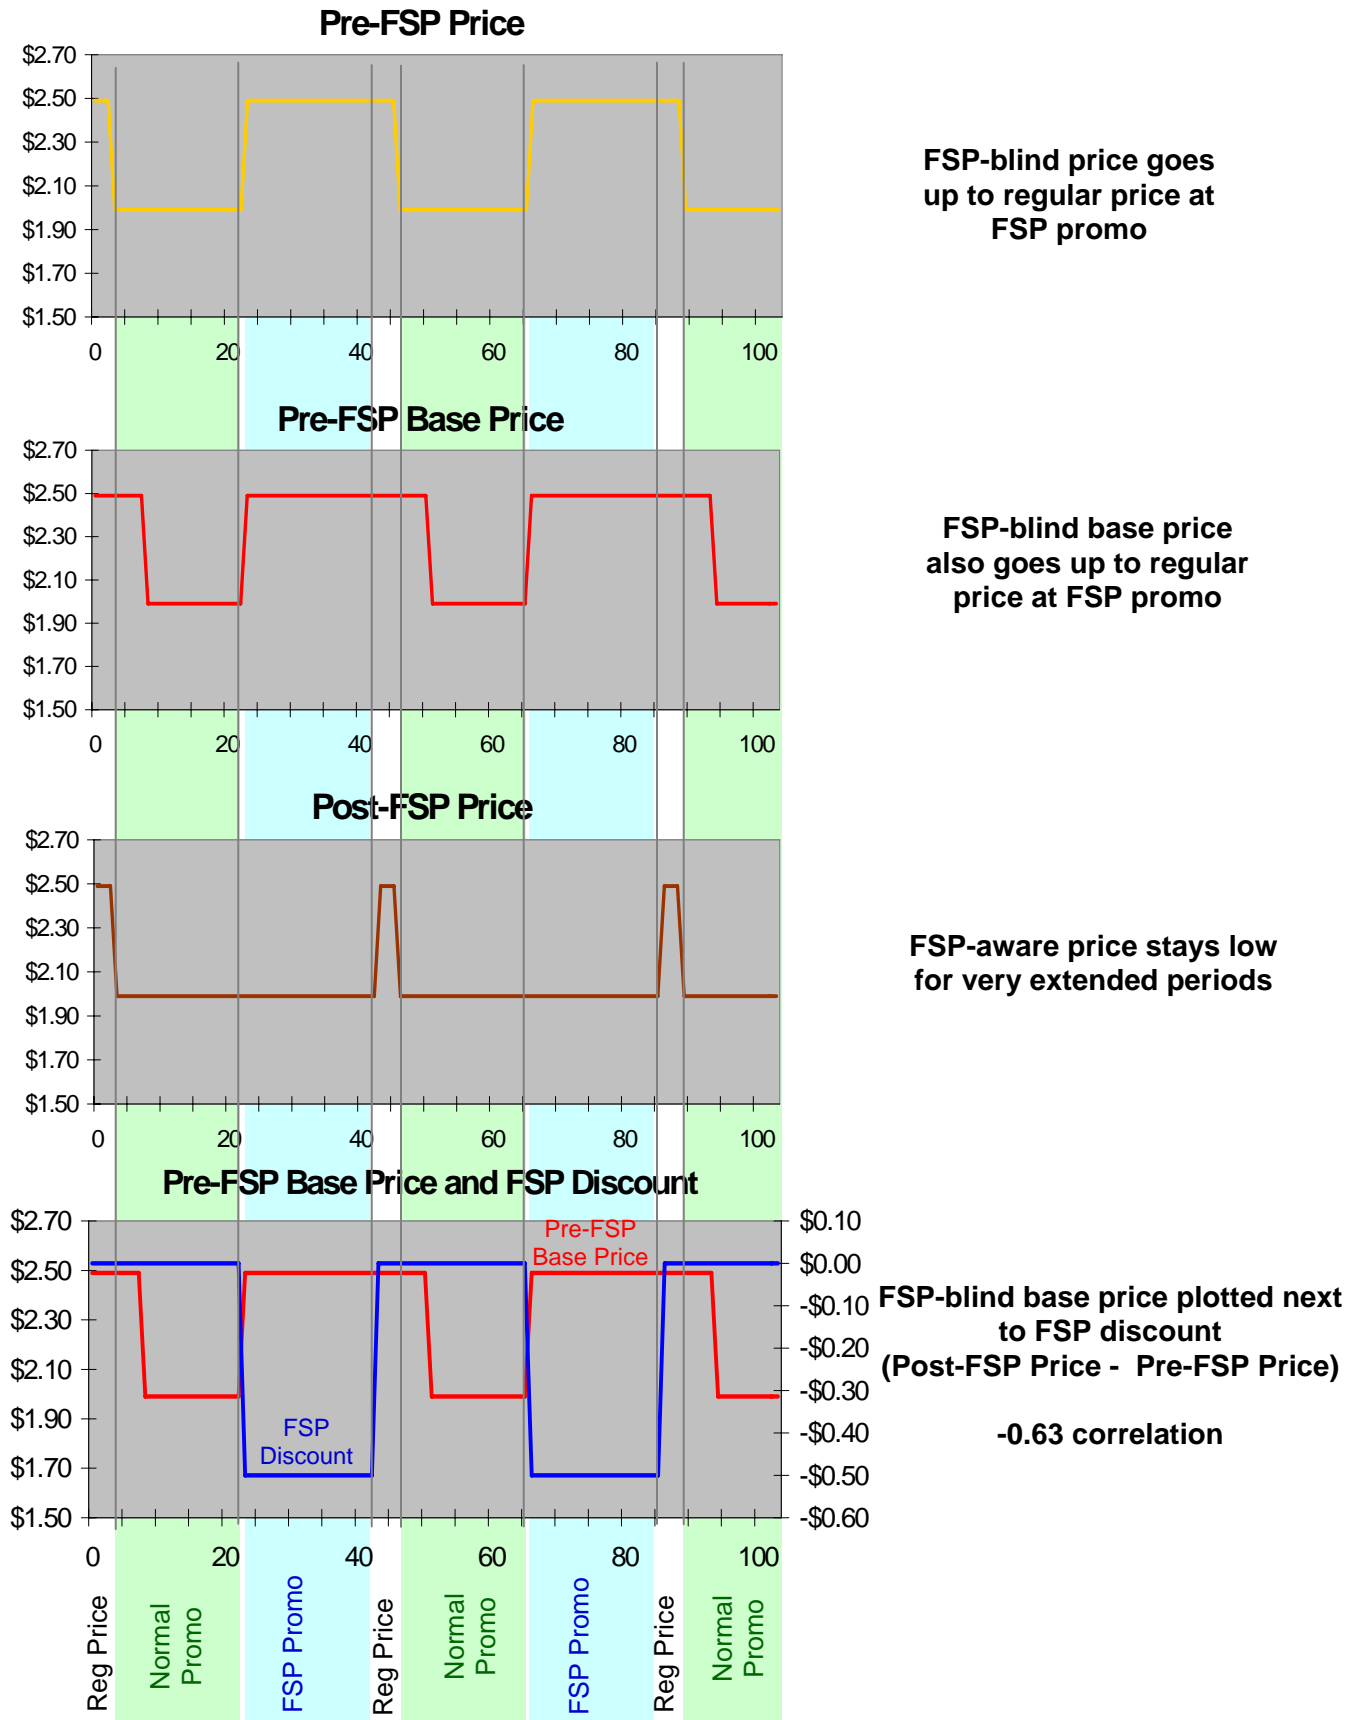 Pre-FSP Price
$2.70
$2.50
$2.30
$2.10
$1.90
$1.70
$1.50
0 20 40 60 80 100
FSP-blind price goes
up to regular price at
FSP promo
Pre-FSP Base Price
$2.70
$2.50
$2.30
$2.10
$1.90
$1.70
$1.50
0 20 40 60 80 100
FSP-blind base price
also goes up to regular
price at FSP promo
Post-FSP Price
$2.70
$2.50
$2.30
$2.10
$1.90
$1.70
$1.50
0 20 40 60 80 100
FSP-aware price stays low
for very extended periods
Pre-FSP Base Price and FSP Discount
$2.70
$2.50
$2.30
$2.10
$1.90
$1.70
$1.50
Pre-FSP
Base Price
FSP
Discount
$0.10
$0.00
-$0.10
-$0.20
-$0.30
-$0.40
-$0.50
-$0.60
0 20 40 60 80 100
FSP-blind base price plotted next
to FSP discount
(Post-FSP Price - Pre-FSP Price)
-0.63 correlation
Reg Price
Normal
Promo
FSP Promo
Reg Price
Normal
Promo
FSP Promo
Reg Price
Normal
Promo